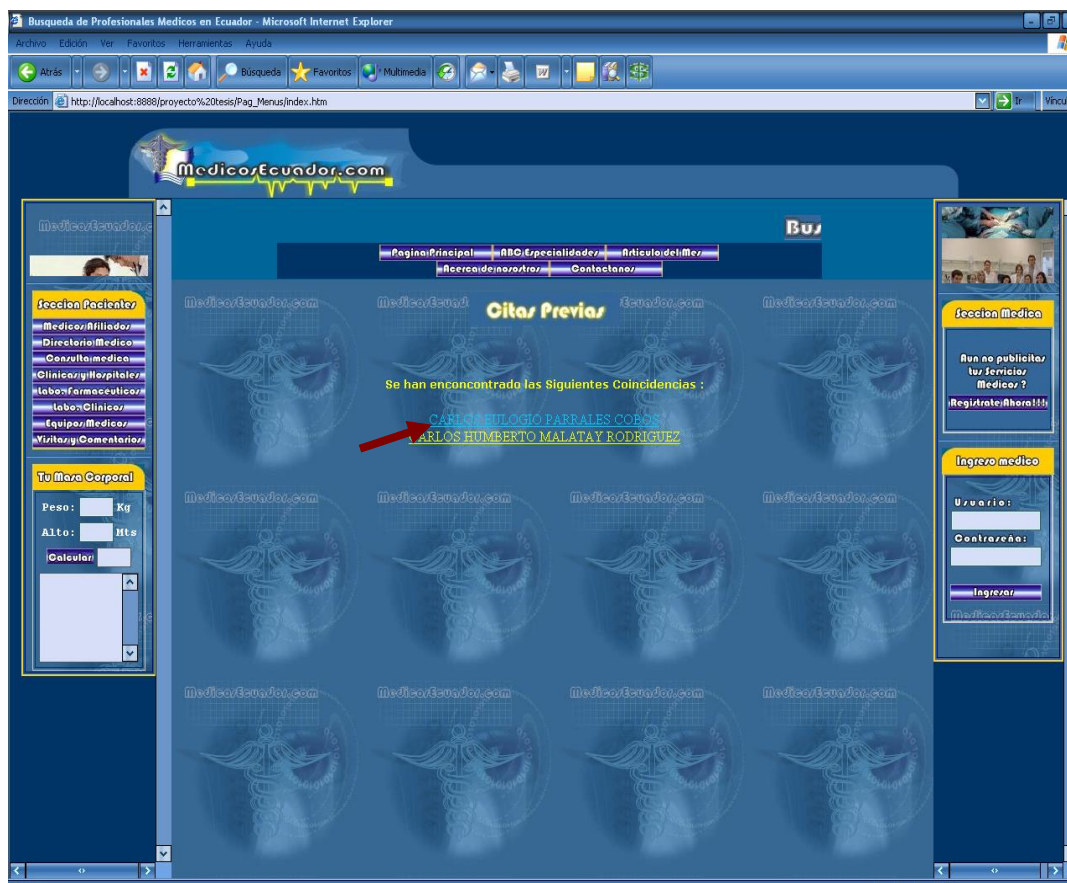 Busqueda de Profesionales Medicos en Ecuador - Microsoft Internet Explorer
Archivo Edición Ver Favoritos Herramientas Ayuda
Atrás Búsqueda Favoritos Multimedia
Dirección http://localhost:8888/proyecto%20tesis/Pag_Menus/index.htm Ir
MedicosEcuador.com
Bus
Pagina Principal ABC Especialidades Articulo del Mes
Acerca de nosostros Contactanos
Citas Previas
Se han enconcontrado las Siguientes Coincidencias :
CARLOS EULOGIO PARRALES COBOS
CARLOS HUMBERTO MALATAY RODRIGUEZ
Seccion Pacientes
Medicos Afiliados
Directorio Medico
Consulta medica
Clinicas y Hospitales
Labo. Farmaceuticos
Labo. Clinicos
Equipos Medicos
Visitas y Comentarios
Tu Masa Corporal
Peso: Kg
Alto: Mts
Calcular
Seccion Medica
Aun no publicitas
tus Servicios
Medicos ?
Registrate Ahora!!!
Ingreso medico
Usuario:
Contraseña:
Ingresar